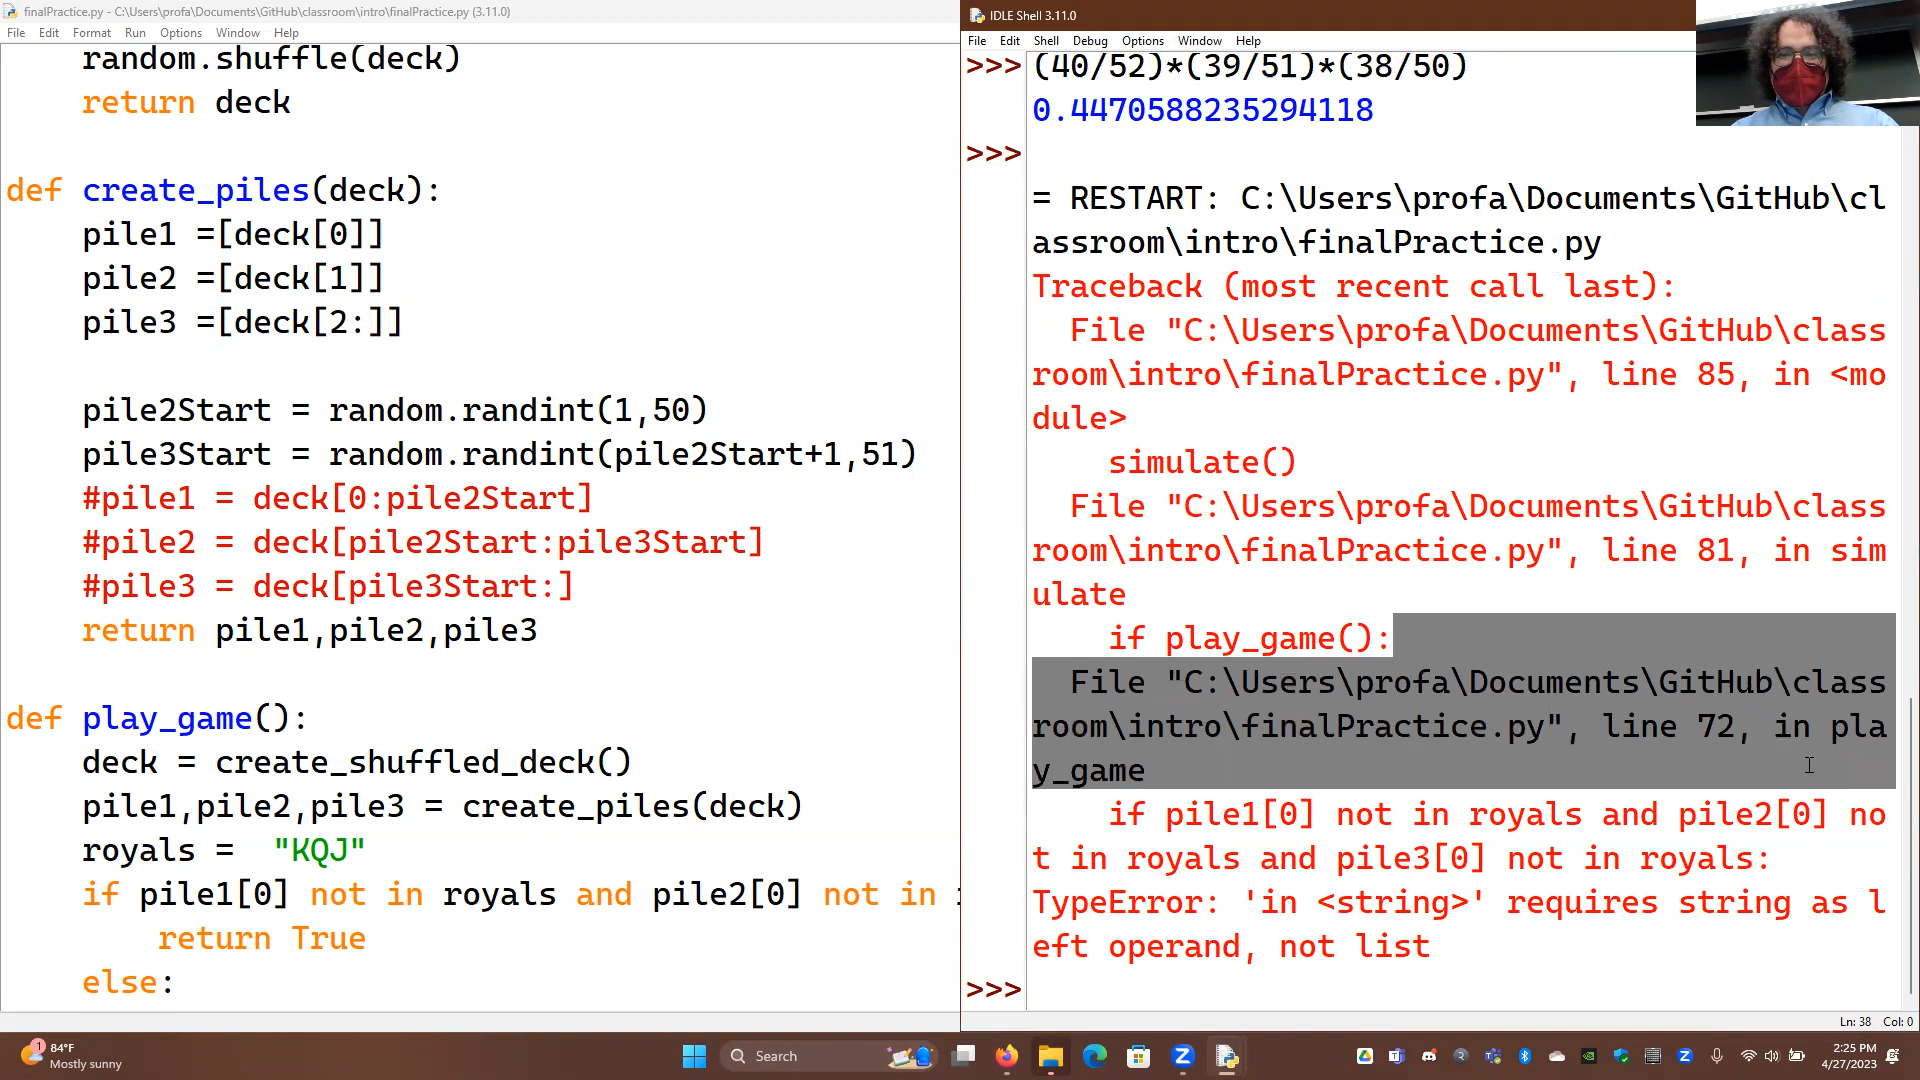 finalPractice.py - C:\Users\profa\Documents\GitHub\classroom\intro\finalPractice.py (3.11.0)
File Edit Format Run Options Window Help
    random.shuffle(deck)
    return deck
def create_piles(deck):
    pile1 =[deck[0]]
    pile2 =[deck[1]]
    pile3 =[deck[2:]]
    pile2Start = random.randint(1,50)
    pile3Start = random.randint(pile2Start+1,51)
    #pile1 = deck[0:pile2Start]
    #pile2 = deck[pile2Start:pile3Start]
    #pile3 = deck[pile3Start:]
    return pile1,pile2,pile3
def play_game():
    deck = create_shuffled_deck()
    pile1,pile2,pile3 = create_piles(deck)
    royals =  "KQJ"
    if pile1[0] not in royals and pile2[0] not in
        return True
    else:
IDLE Shell 3.11.0
File Edit Shell Debug Options Window Help
>>> (40/52)*(39/51)*(38/50)
0.4470588235294118
>>>
= RESTART: C:\Users\profa\Documents\GitHub\cl
assroom\intro\finalPractice.py
Traceback (most recent call last):
  File "C:\Users\profa\Documents\GitHub\class
room\intro\finalPractice.py", line 85, in <mo
dule>
    simulate()
  File "C:\Users\profa\Documents\GitHub\class
room\intro\finalPractice.py", line 81, in sim
ulate
    if play_game():
  File "C:\Users\profa\Documents\GitHub\class
room\intro\finalPractice.py", line 72, in pla
y_game
    if pile1[0] not in royals and pile2[0] no
t in royals and pile3[0] not in royals:
TypeError: 'in <string>' requires string as l
eft operand, not list
>>>
Ln: 38 Col: 0
1
84°F
Mostly sunny
Search
2:25 PM
4/27/2023